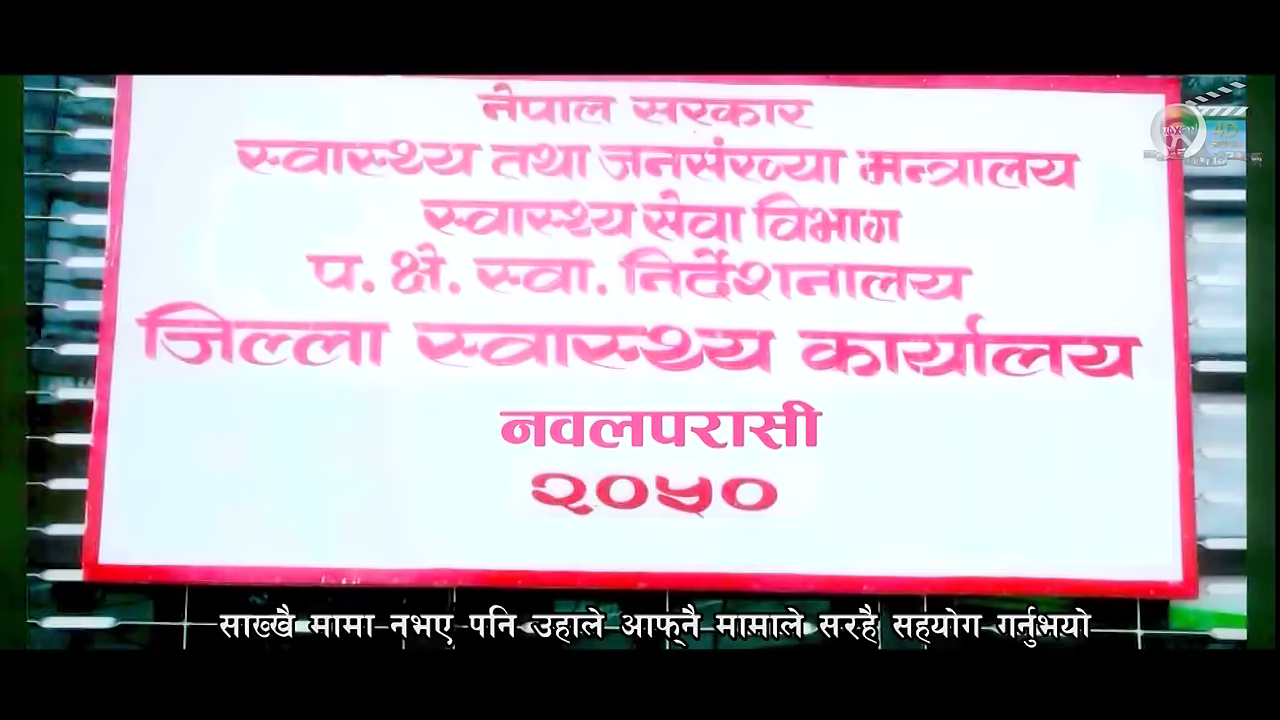 नेपाल सरकार
स्वास्थ्य तथा जनसंख्या मन्त्रालय
स्वास्थ्य सेवा विभाग
प. क्षे. स्वा. निर्देशनालय
जिल्ला स्वास्थ्य कार्यालय
नवलपरासी
२०५०
साख्खै मामा नभए पनि उहाले आफ्नै मामाले सरहै सहयोग गर्नुभयो